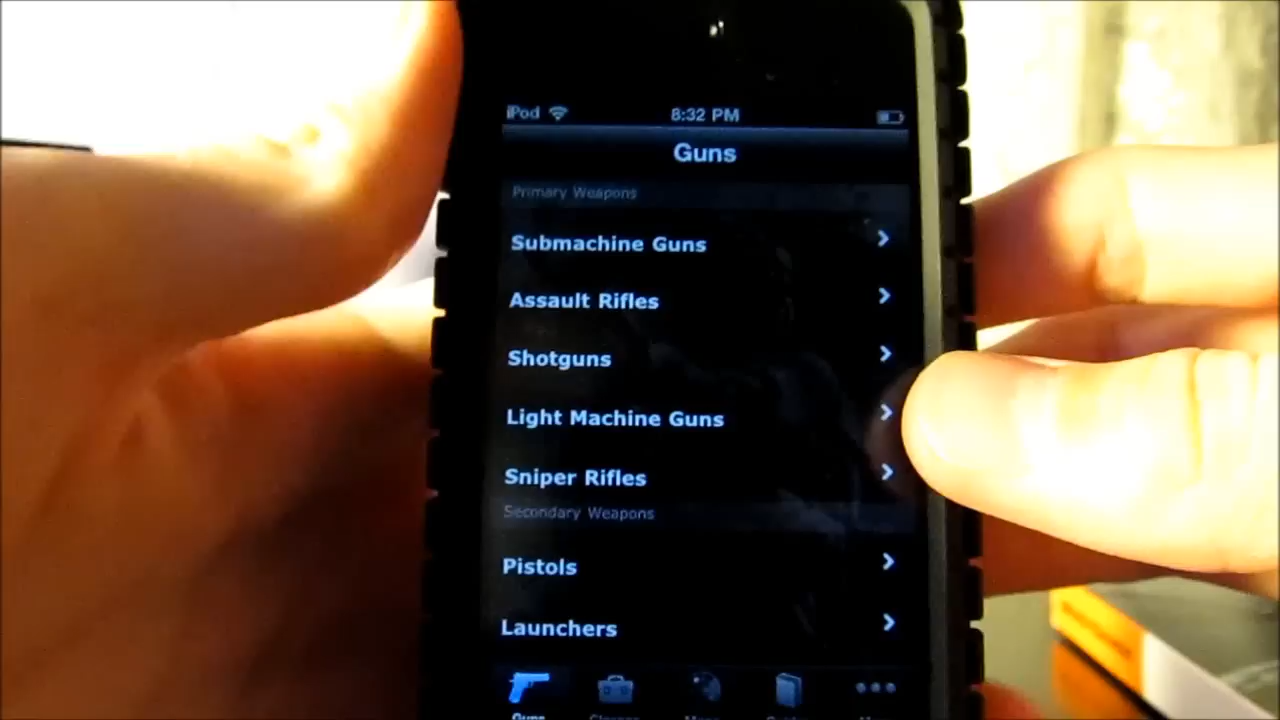 iPod 8:32 PM
Guns
Primary Weapons
Submachine Guns
Assault Rifles
Shotguns
Light Machine Guns
Sniper Rifles
Secondary Weapons
Pistols
Launchers
Guns